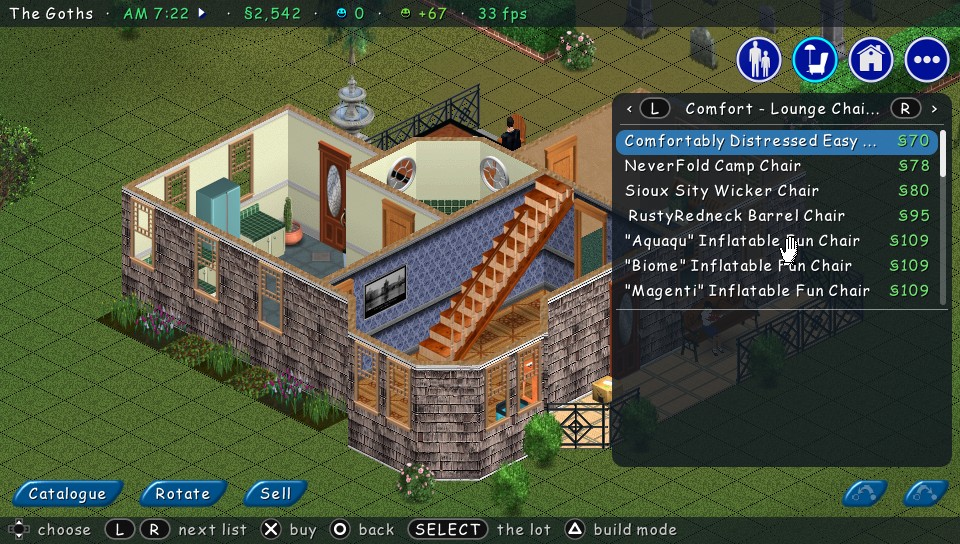 The Goths · AM 7:22 · §2,542 · 0 · +67 · 33 fps
‹ L Comfort - Lounge Chai... R ›
Comfortably Distressed Easy ... §70
NeverFold Camp Chair §78
Sioux Sity Wicker Chair §80
RustyRedneck Barrel Chair §95
"Aquaqu" Inflatable Fun Chair §109
"Biome" Inflatable Fun Chair §109
"Magenti" Inflatable Fun Chair §109
Catalogue Rotate Sell
choose L R next list X buy O back SELECT the lot △ build mode